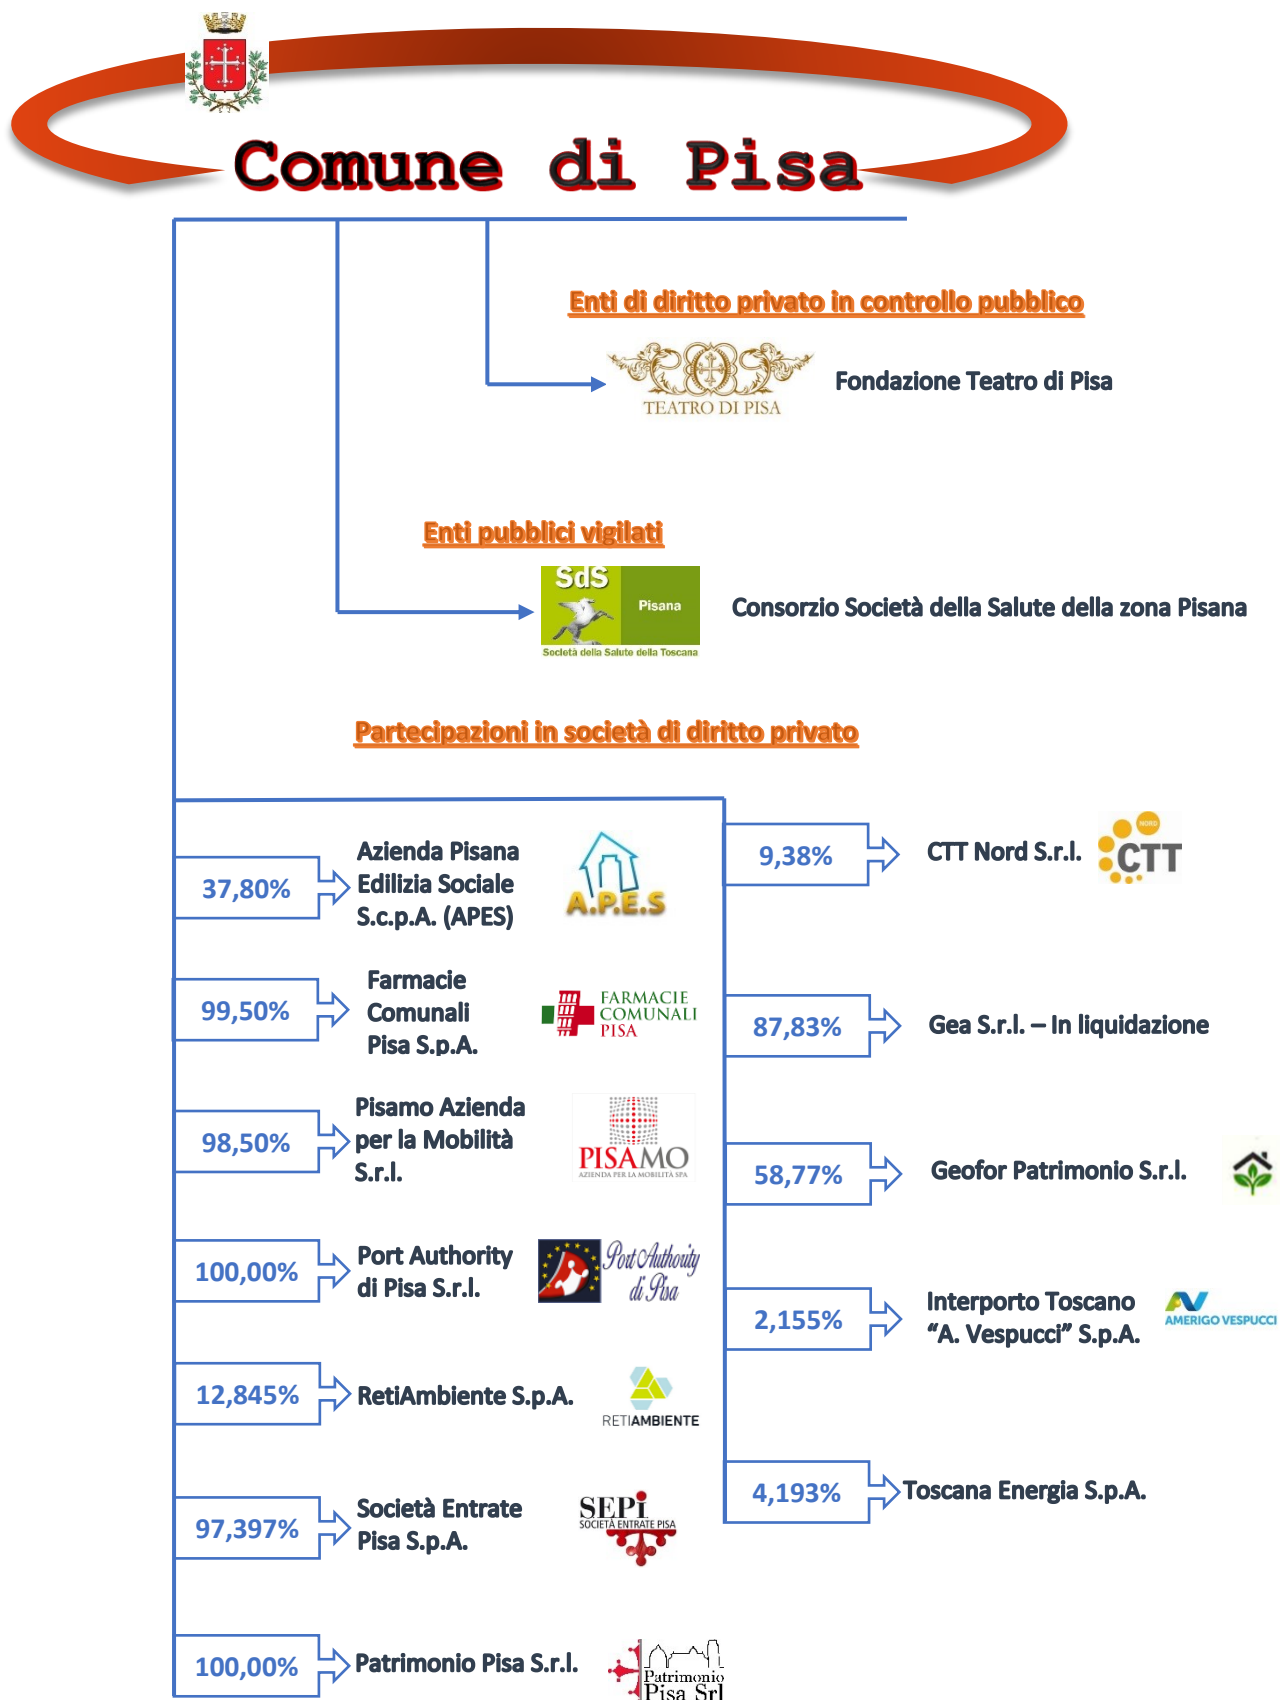 Comune di Pisa
Enti di diritto privato in controllo pubblico
TEATRO DI PISA
Fondazione Teatro di Pisa
Enti pubblici vigilati
SdS
Pisana
Società della Salute della Toscana
Consorzio Società della Salute della zona Pisana
Partecipazioni in società di diritto privato
37,80%
Azienda Pisana
Edilizia Sociale
S.c.p.A. (APES)
A.P.E.S
99,50%
Farmacie
Comunali
Pisa S.p.A.
FARMACIE
COMUNALI
PISA
98,50%
Pisamo Azienda
per la Mobilità
S.r.l.
PISAMO
AZIENDA PER LA MOBILITÀ SPA
100,00%
Port Authority
di Pisa S.r.l.
Port Authority
di Pisa
12,845%
RetiAmbiente S.p.A.
RETIAMBIENTE
97,397%
Società Entrate
Pisa S.p.A.
SEPi
SOCIETÀ ENTRATE PISA
100,00%
Patrimonio Pisa S.r.l.
Patrimonio
Pisa Srl
9,38%
CTT Nord S.r.l.
NORD
CTT
87,83%
Gea S.r.l. – In liquidazione
58,77%
Geofor Patrimonio S.r.l.
2,155%
Interporto Toscano
“A. Vespucci” S.p.A.
AMERIGO VESPUCCI
4,193%
Toscana Energia S.p.A.